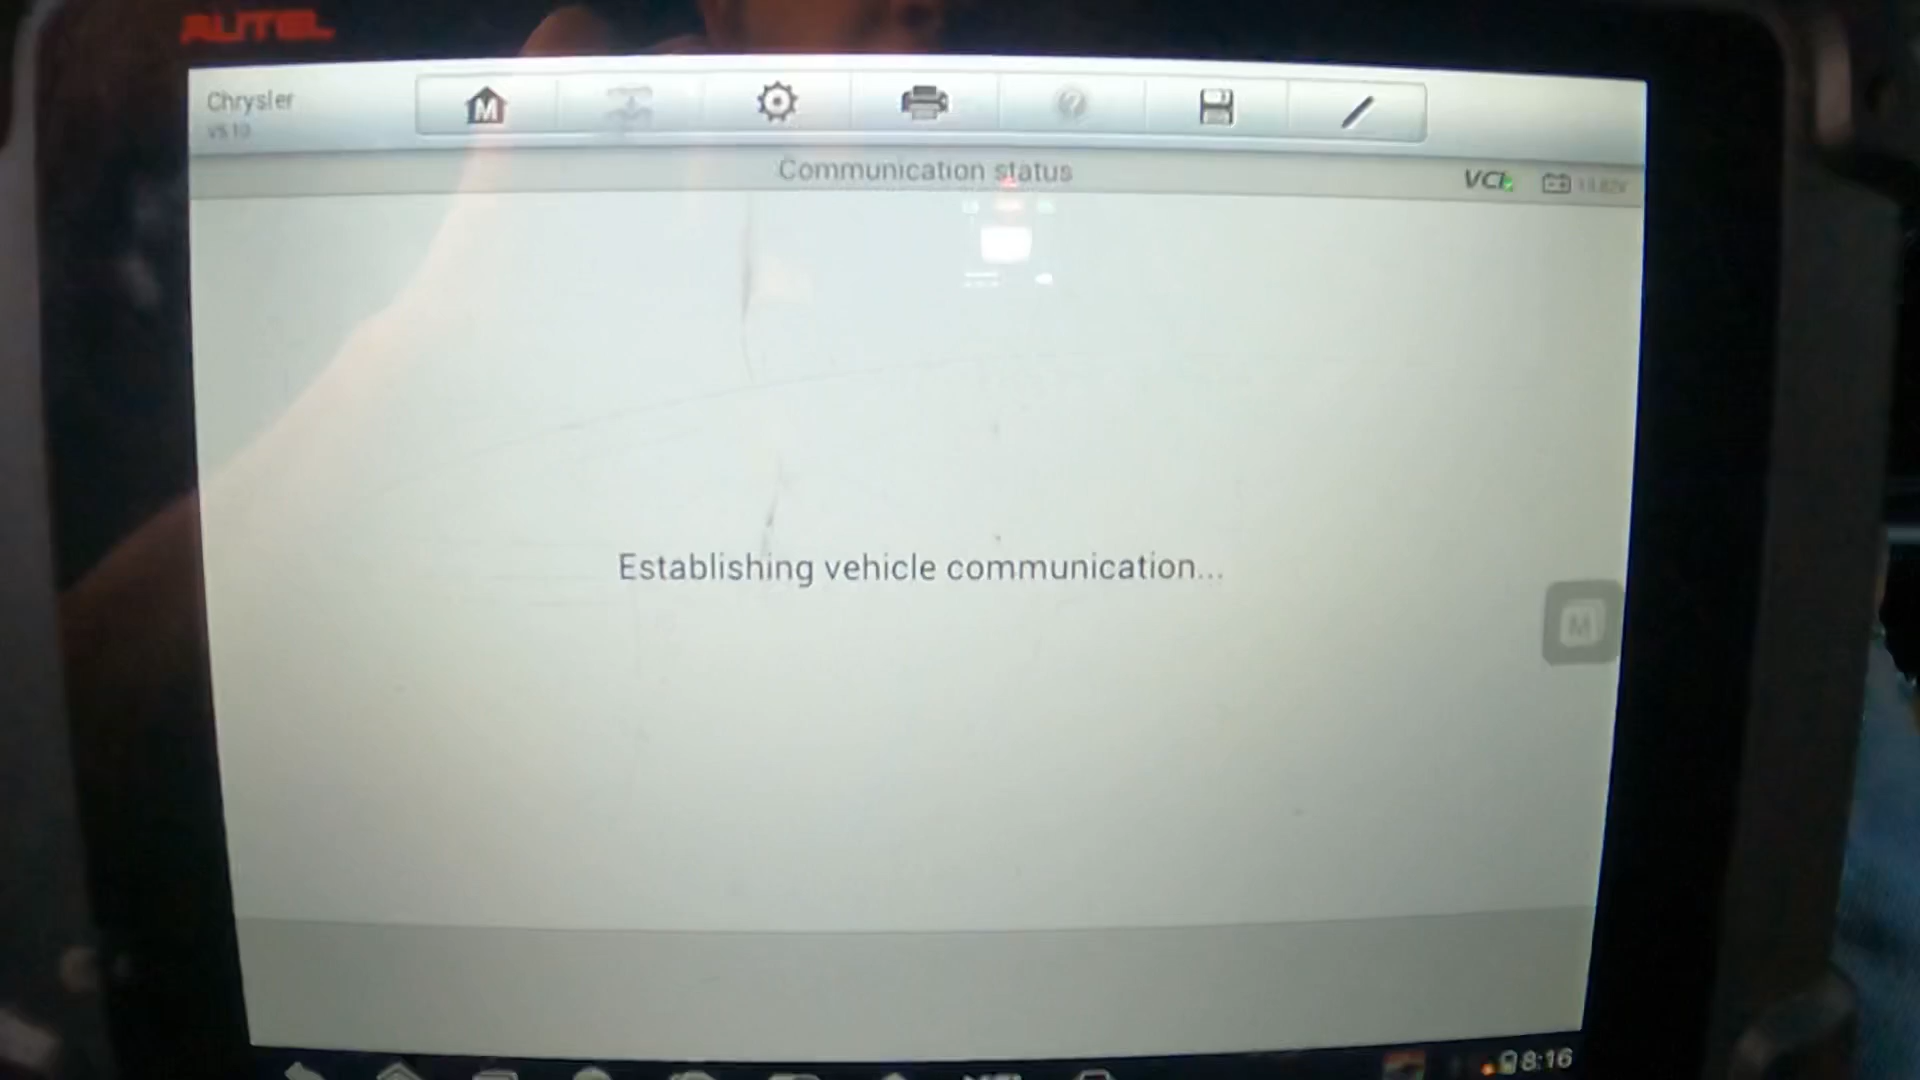 AUTEL
Chrysler
M
Communication status
VCI
Establishing vehicle communication...
M
8:16